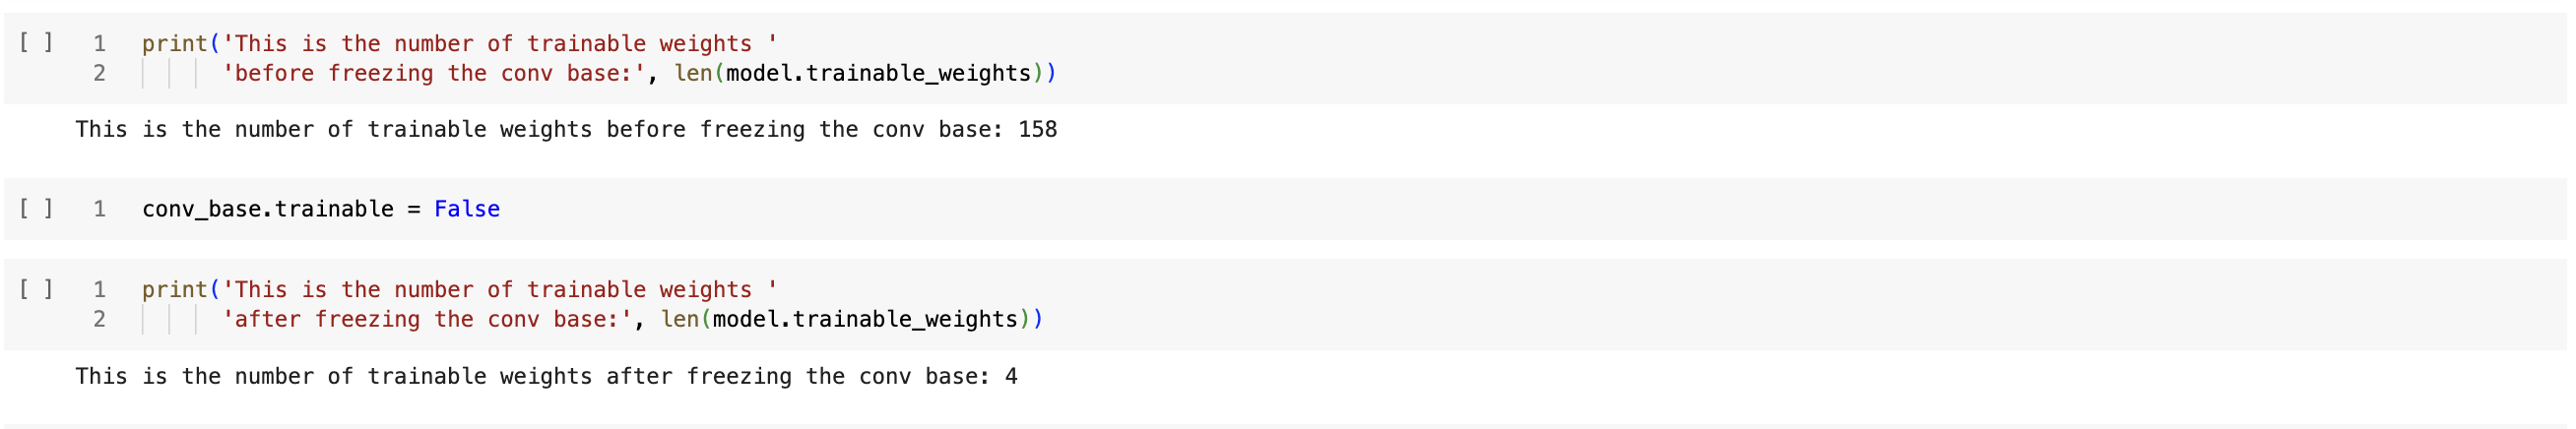 [ ] 1 print('This is the number of trainable weights '
2 'before freezing the conv base:', len(model.trainable_weights))
This is the number of trainable weights before freezing the conv base: 158
[ ] 1 conv_base.trainable = False
[ ] 1 print('This is the number of trainable weights '
2 'after freezing the conv base:', len(model.trainable_weights))
This is the number of trainable weights after freezing the conv base: 4